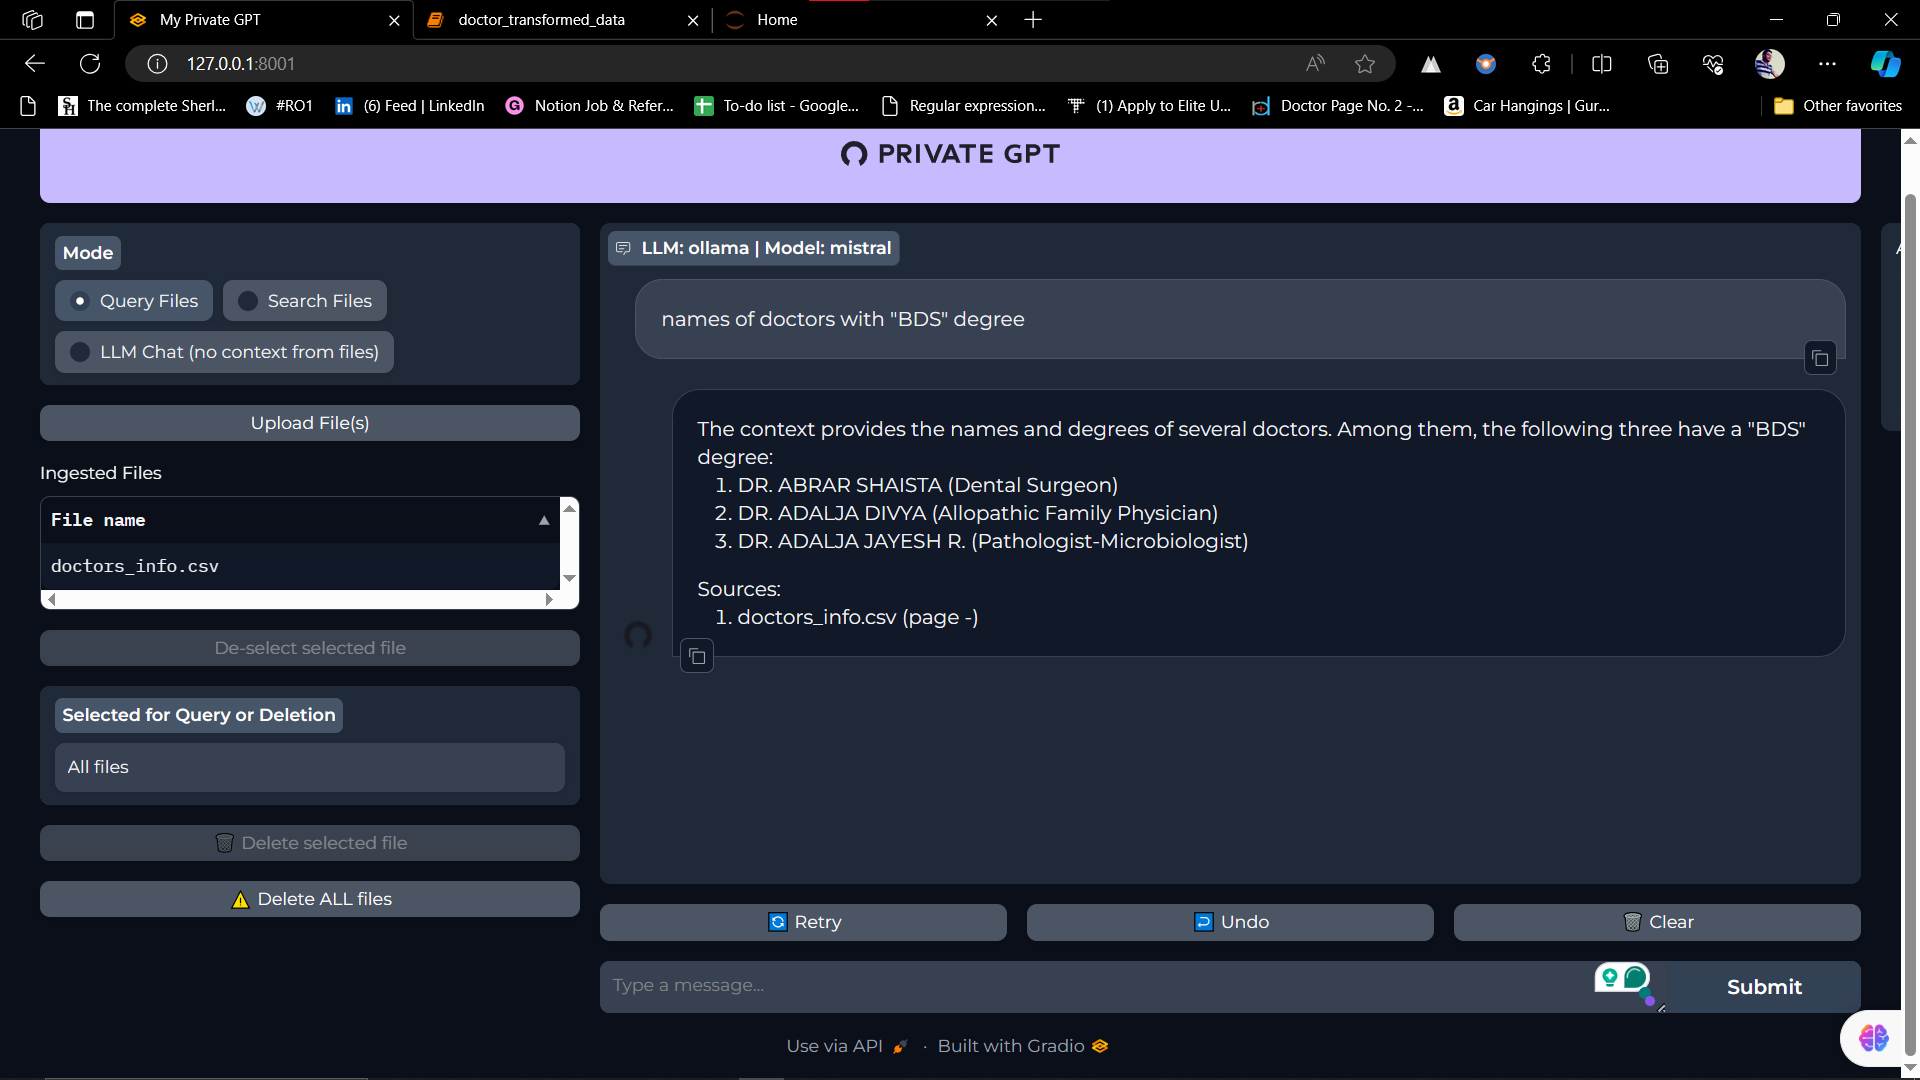 My Private GPT
doctor_transformed_data
Home
127.0.0.1:8001
The complete Sherl...
#RO1
(6) Feed | LinkedIn
Notion Job & Refer...
To-do list - Google...
Regular expression...
(1) Apply to Elite U...
Doctor Page No. 2 -...
Car Hangings | Gur...
Other favorites
PRIVATE GPT
Mode
Query Files
Search Files
LLM Chat (no context from files)
Upload File(s)
Ingested Files
File name
doctors_info.csv
De-select selected file
Selected for Query or Deletion
All files
Delete selected file
Delete ALL files
LLM: ollama | Model: mistral
names of doctors with "BDS" degree
The context provides the names and degrees of several doctors. Among them, the following three have a "BDS"
degree:
1. DR. ABRAR SHAISTA (Dental Surgeon)
2. DR. ADALJA DIVYA (Allopathic Family Physician)
3. DR. ADALJA JAYESH R. (Pathologist-Microbiologist)
Sources:
1. doctors_info.csv (page -)
Retry
Undo
Clear
Type a message...
Submit
Use via API
· Built with Gradio